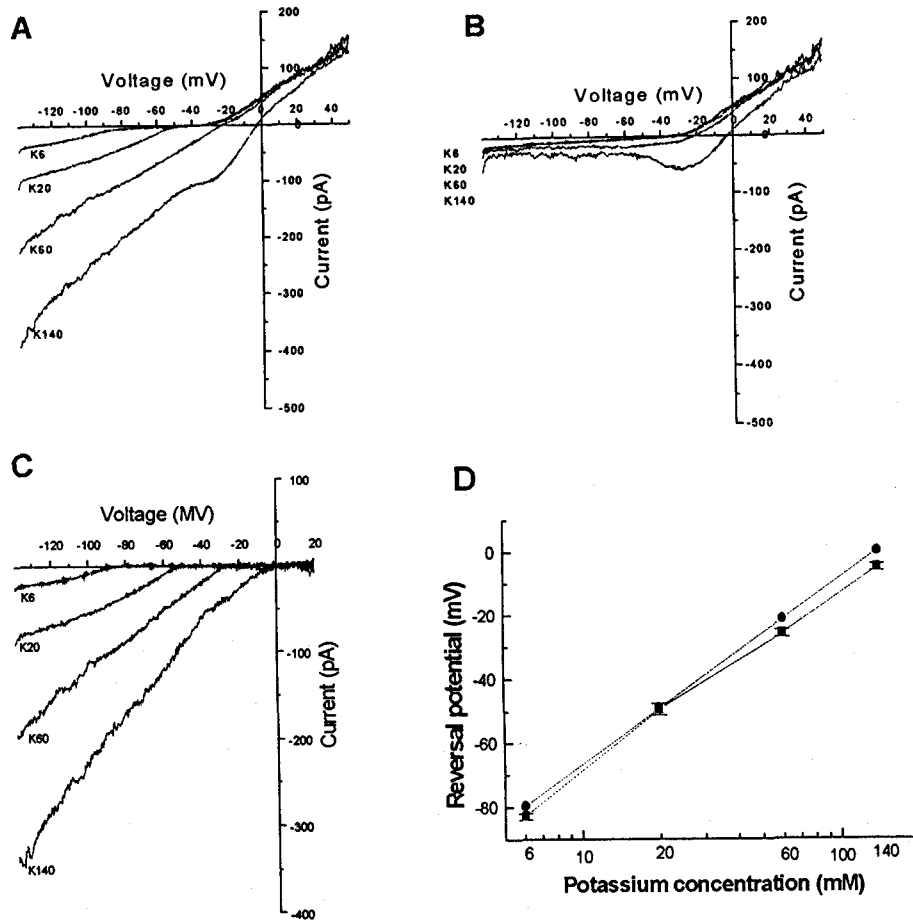 A
200
100
Voltage (mV)
-120 -100 -80 -60 -40 -20 0 20 40
0
K6
K20
K60
K140
-100
-200
-300
-400
-500
Current (pA)
B
200
100
Voltage (mV)
-120 -100 -80 -60 -40 -20 0 20 40
0
K6
K20
K60
K140
-100
-200
-300
-400
-500
Current (pA)
C
100
Voltage (MV)
-120 -100 -80 -60 -40 -20 0 20
K6
K20
K60
K140
-100
-200
-300
-400
Current (pA)
D
0
-20
-40
-60
-80
Reversal potential (mV)
6 10 20 60 100 140
Potassium concentration (mM)